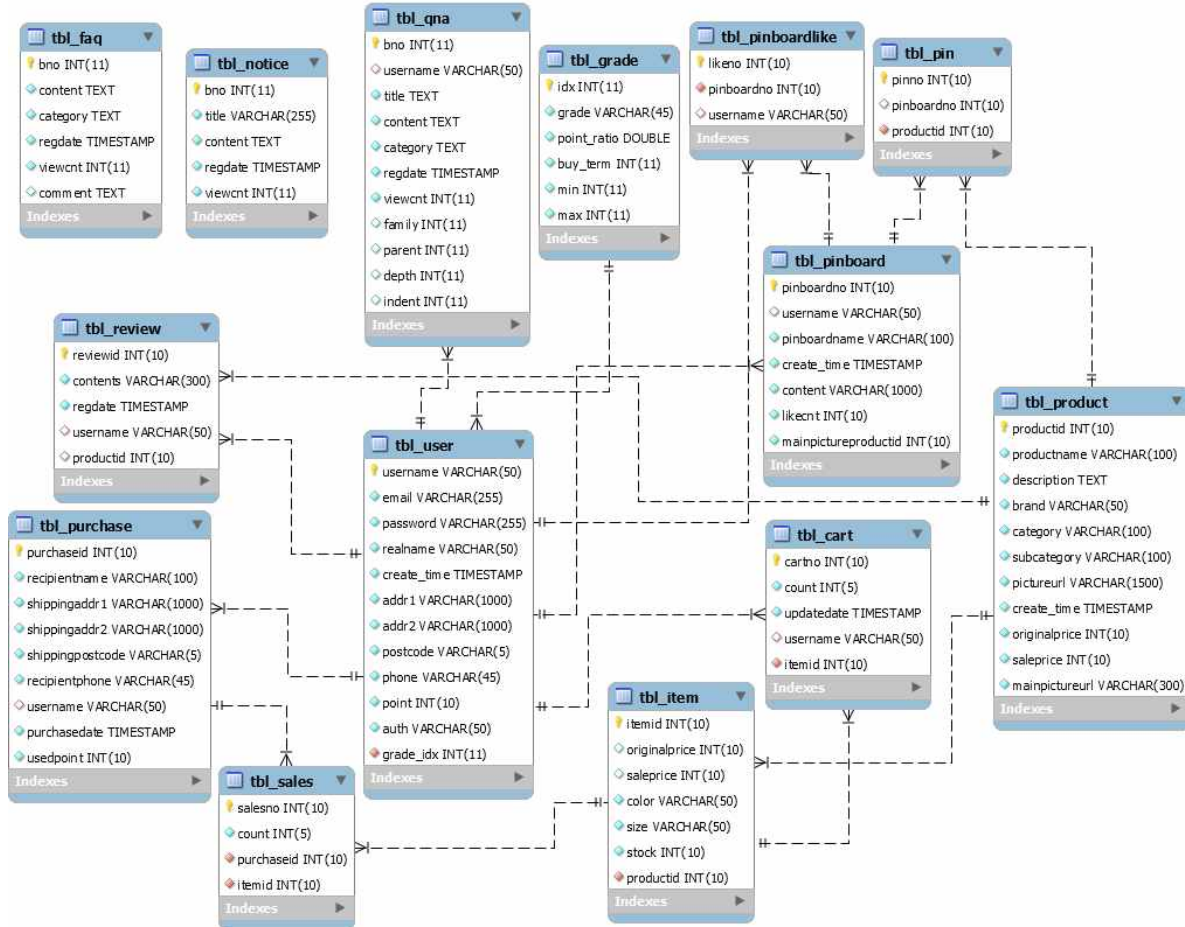 tbl_faq
bno INT(11)
content TEXT
category TEXT
regdate TIMESTAMP
viewcnt INT(11)
comment TEXT
Indexes
tbl_notice
bno INT(11)
title VARCHAR(255)
content TEXT
regdate TIMESTAMP
viewcnt INT(11)
Indexes
tbl_qna
bno INT(11)
username VARCHAR(50)
title TEXT
content TEXT
category TEXT
regdate TIMESTAMP
viewcnt INT(11)
family INT(11)
parent INT(11)
depth INT(11)
indent INT(11)
Indexes
tbl_grade
idx INT(11)
grade VARCHAR(45)
point_ratio DOUBLE
buy_term INT(11)
min INT(11)
max INT(11)
Indexes
tbl_pinboardlike
likeno INT(10)
pinboardno INT(10)
username VARCHAR(50)
Indexes
tbl_pin
pinno INT(10)
pinboardno INT(10)
productid INT(10)
Indexes
tbl_pinboard
pinboardno INT(10)
username VARCHAR(50)
pinboardname VARCHAR(100)
create_time TIMESTAMP
content VARCHAR(1000)
likecnt INT(10)
mainpictureproductid INT(10)
Indexes
tbl_review
reviewid INT(10)
contents VARCHAR(300)
regdate TIMESTAMP
username VARCHAR(50)
productid INT(10)
Indexes
tbl_user
username VARCHAR(50)
email VARCHAR(255)
password VARCHAR(255)
realname VARCHAR(50)
create_time TIMESTAMP
addr1 VARCHAR(1000)
addr2 VARCHAR(1000)
postcode VARCHAR(5)
phone VARCHAR(45)
point INT(10)
auth VARCHAR(50)
grade_idx INT(11)
Indexes
tbl_product
productid INT(10)
productname VARCHAR(100)
description TEXT
brand VARCHAR(50)
category VARCHAR(100)
subcategory VARCHAR(100)
pictureurl VARCHAR(1500)
create_time TIMESTAMP
originalprice INT(10)
saleprice INT(10)
mainpictureurl VARCHAR(300)
Indexes
tbl_purchase
purchaseid INT(10)
recipientname VARCHAR(100)
shippingaddr1 VARCHAR(1000)
shippingaddr2 VARCHAR(1000)
shippingpostcode VARCHAR(5)
recipientphone VARCHAR(45)
username VARCHAR(50)
purchasedate TIMESTAMP
usedpoint INT(10)
Indexes
tbl_cart
cartno INT(10)
count INT(5)
updatedate TIMESTAMP
username VARCHAR(50)
itemid INT(10)
Indexes
tbl_item
itemid INT(10)
originalprice INT(10)
saleprice INT(10)
color VARCHAR(50)
size VARCHAR(50)
stock INT(10)
productid INT(10)
Indexes
tbl_sales
salesno INT(10)
count INT(5)
purchaseid INT(10)
itemid INT(10)
Indexes